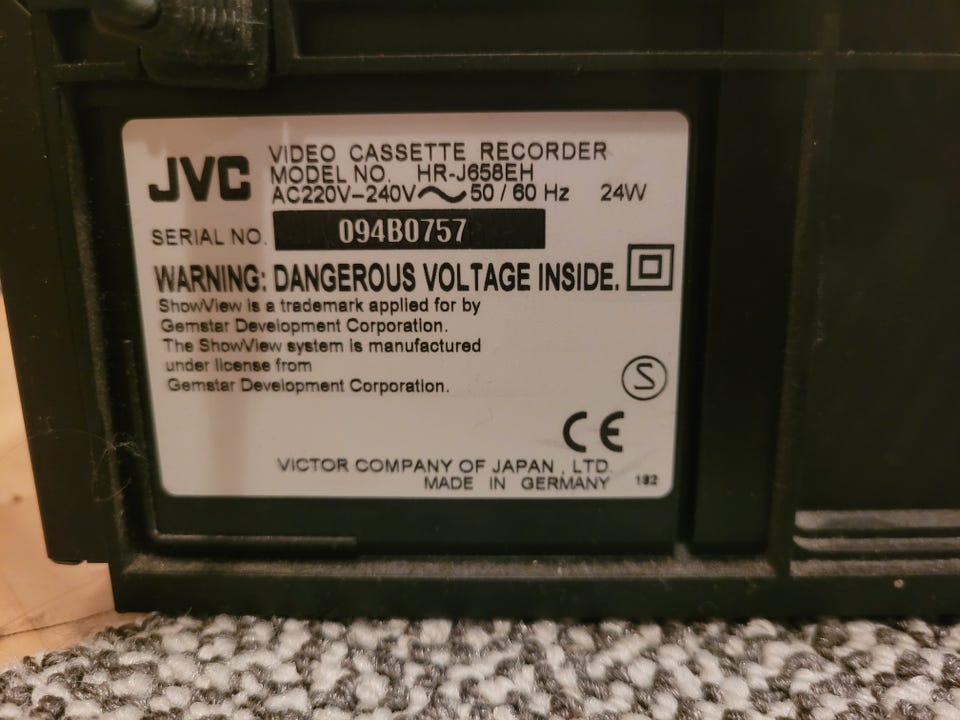 JVC
VIDEO CASSETTE RECORDER
MODEL NO. HR-J658EH
AC220V–240V～50/60 Hz 24W
SERIAL NO. 094B0757
WARNING: DANGEROUS VOLTAGE INSIDE.
ShowView is a trademark applied for by
Gemstar Development Corporation.
The ShowView system is manufactured
under license from
Gemstar Development Corporation.
S
CE
VICTOR COMPANY OF JAPAN, LTD.
MADE IN GERMANY 182